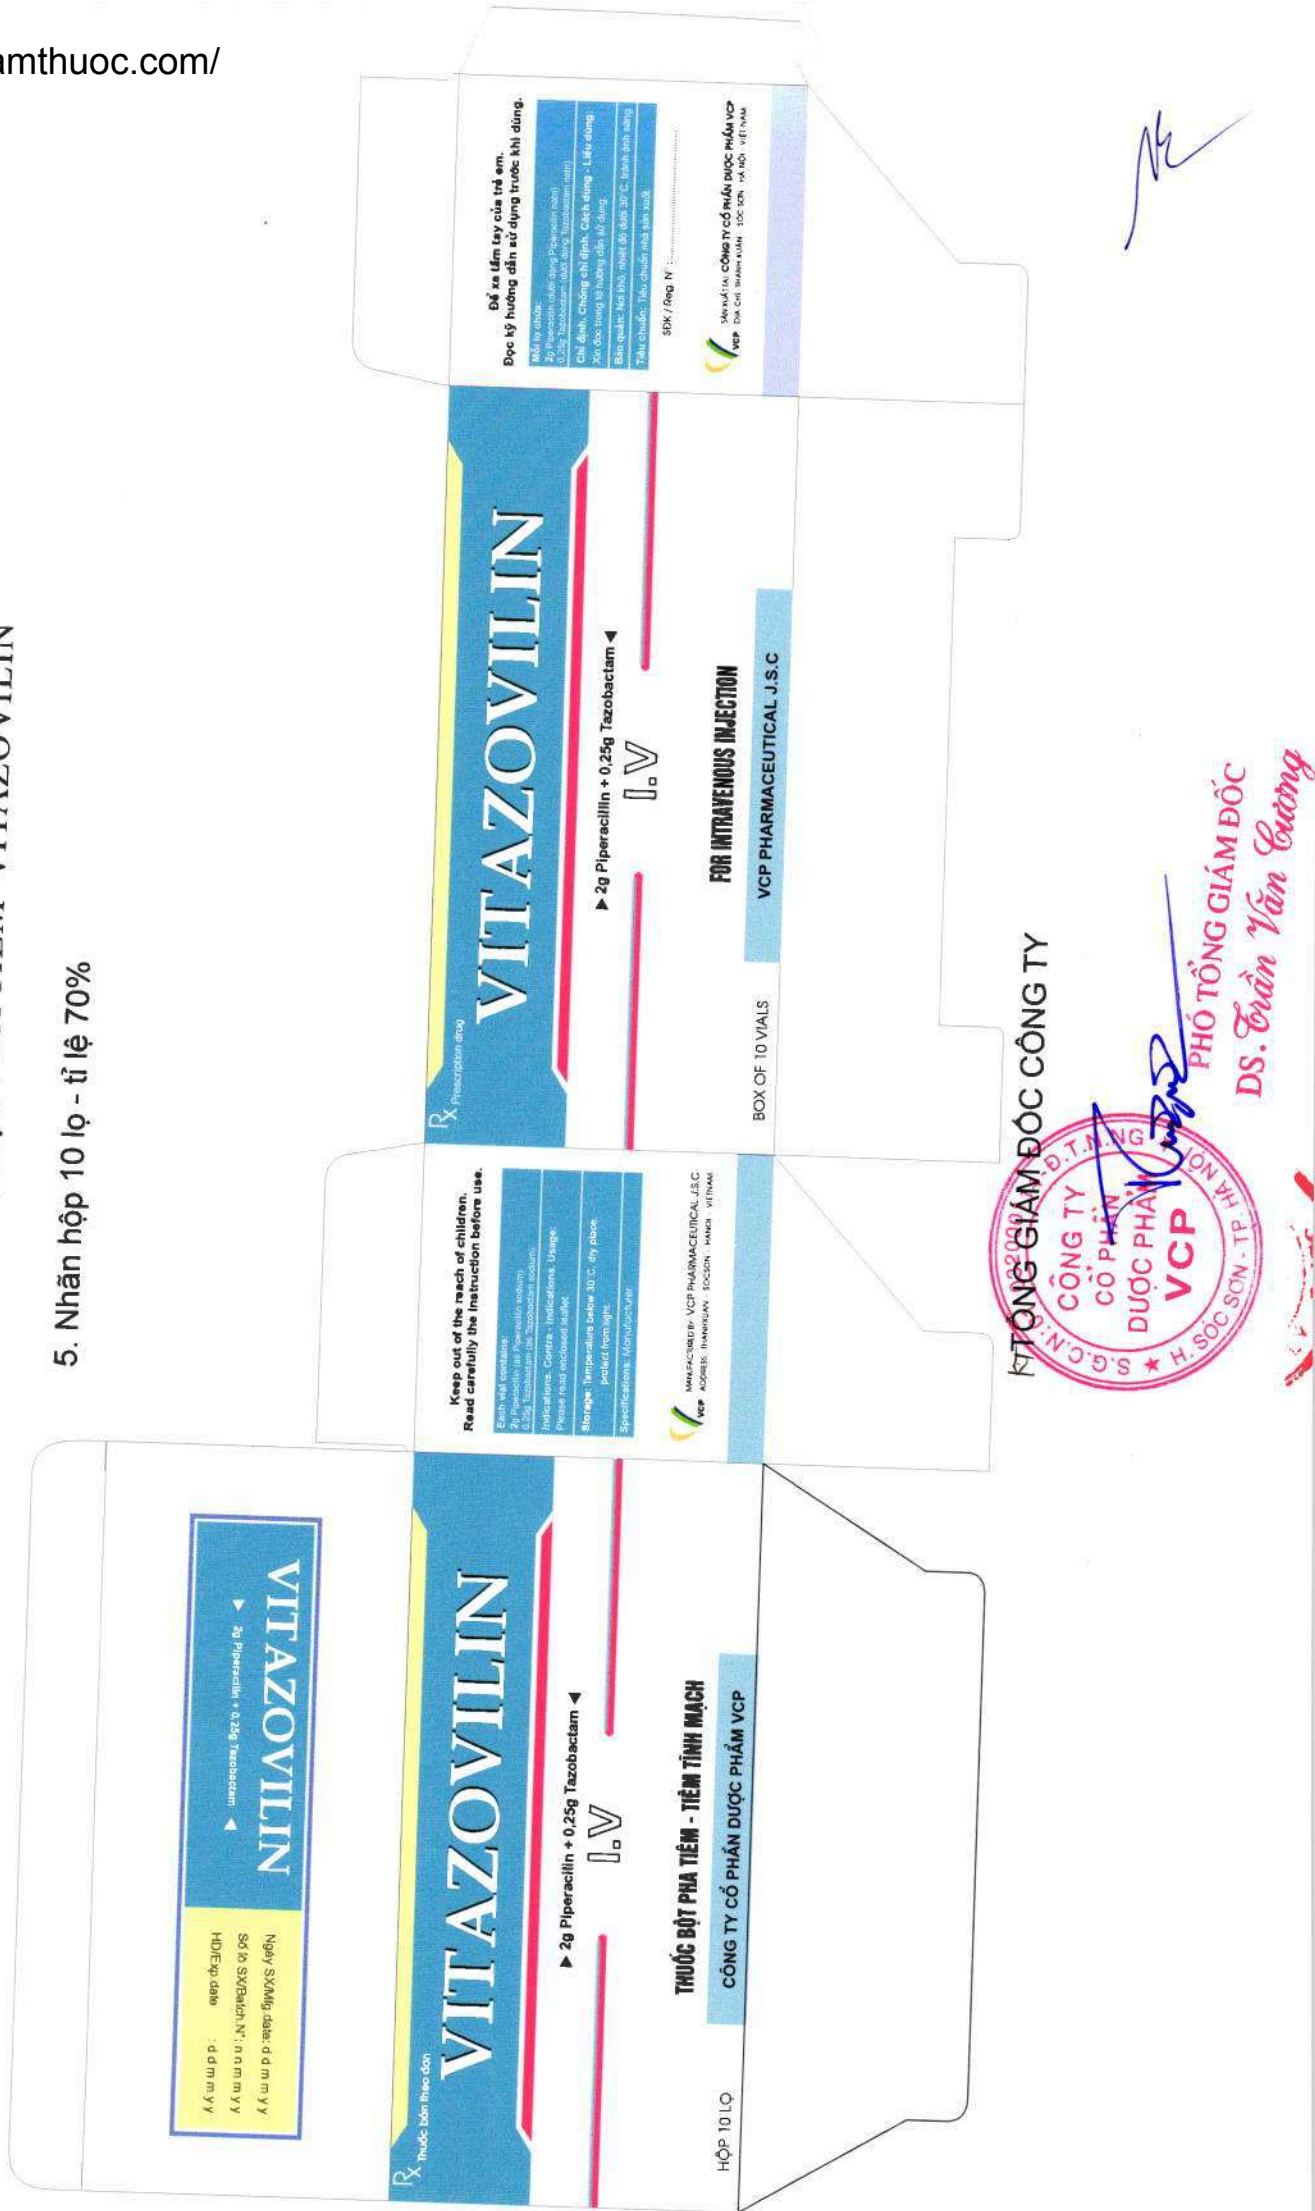 amthuoc.com/
VITAZOVILIN
5. Nhãn hộp 10 lọ - tỉ lệ 70%
VITAZOVILIN
▶ 2g Piperacilin + 0,25g Tazobactam ◀
Ngày SX/Mfg date: d d m m y y
Số lô SX/Batch.N°: n n m m y y
HD/Exp date : d d m m y y
Rx Thuốc bán theo đơn
VITAZOVILIN
▶ 2g Piperacilin + 0,25g Tazobactam ◀
I.V
THUỐC BỘT PHA TIÊM - TIÊM TĨNH MẠCH
CÔNG TY CỔ PHẦN DƯỢC PHẨM VCP
HỘP 10 LỌ
Keep out of the reach of children.
Read carefully the instruction before use.
Each vial contains:
2g Piperacilin (as Piperacilin sodium)
0,25g Tazobactam (as Tazobactam sodium)
Indications. Contra - Indications. Usage:
Please read enclosed leaflet
Storage: Temperature below 30°C, dry place,
protect from light
Specifications: Manufacturer
VCP
MANUFACTURED BY: VCP PHARMACEUTICAL J.S.C
ADDRESS: THANHXUAN - SOCSON - HANOI - VIETNAM
Rx Prescription drug
VITAZOVILIN
▶ 2g Piperacillin + 0,25g Tazobactam ◀
I.V
FOR INTRAVENOUS INJECTION
VCP PHARMACEUTICAL J.S.C
BOX OF 10 VIALS
Để xa tầm tay của trẻ em.
Đọc kỹ hướng dẫn sử dụng trước khi dùng.
Mỗi lọ chứa:
2g Piperacilin (dưới dạng Piperacilin natri)
0,25g Tazobactam (dưới dạng Tazobactam natri)
Chỉ định. Chống chỉ định. Cách dùng - Liều dùng:
Xin đọc trong tờ hướng dẫn sử dụng.
Bảo quản: Nơi khô, nhiệt độ dưới 30°C, tránh ánh sáng.
Tiêu chuẩn: Tiêu chuẩn nhà sản xuất
SĐK / Reg. N° :
VCP
SẢN XUẤT TẠI: CÔNG TY CỔ PHẦN DƯỢC PHẨM VCP
ĐỊA CHỈ: THANH XUÂN - SÓC SƠN - HÀ NỘI - VIỆT NAM
KT TỔNG GIÁM ĐỐC CÔNG TY
CÔNG TY
CỔ PHẦN
DƯỢC PHẨM
VCP
H. SÓC SƠN - TP. HÀ NỘI
PHÓ TỔNG GIÁM ĐỐC
DS. Trần Văn Cương